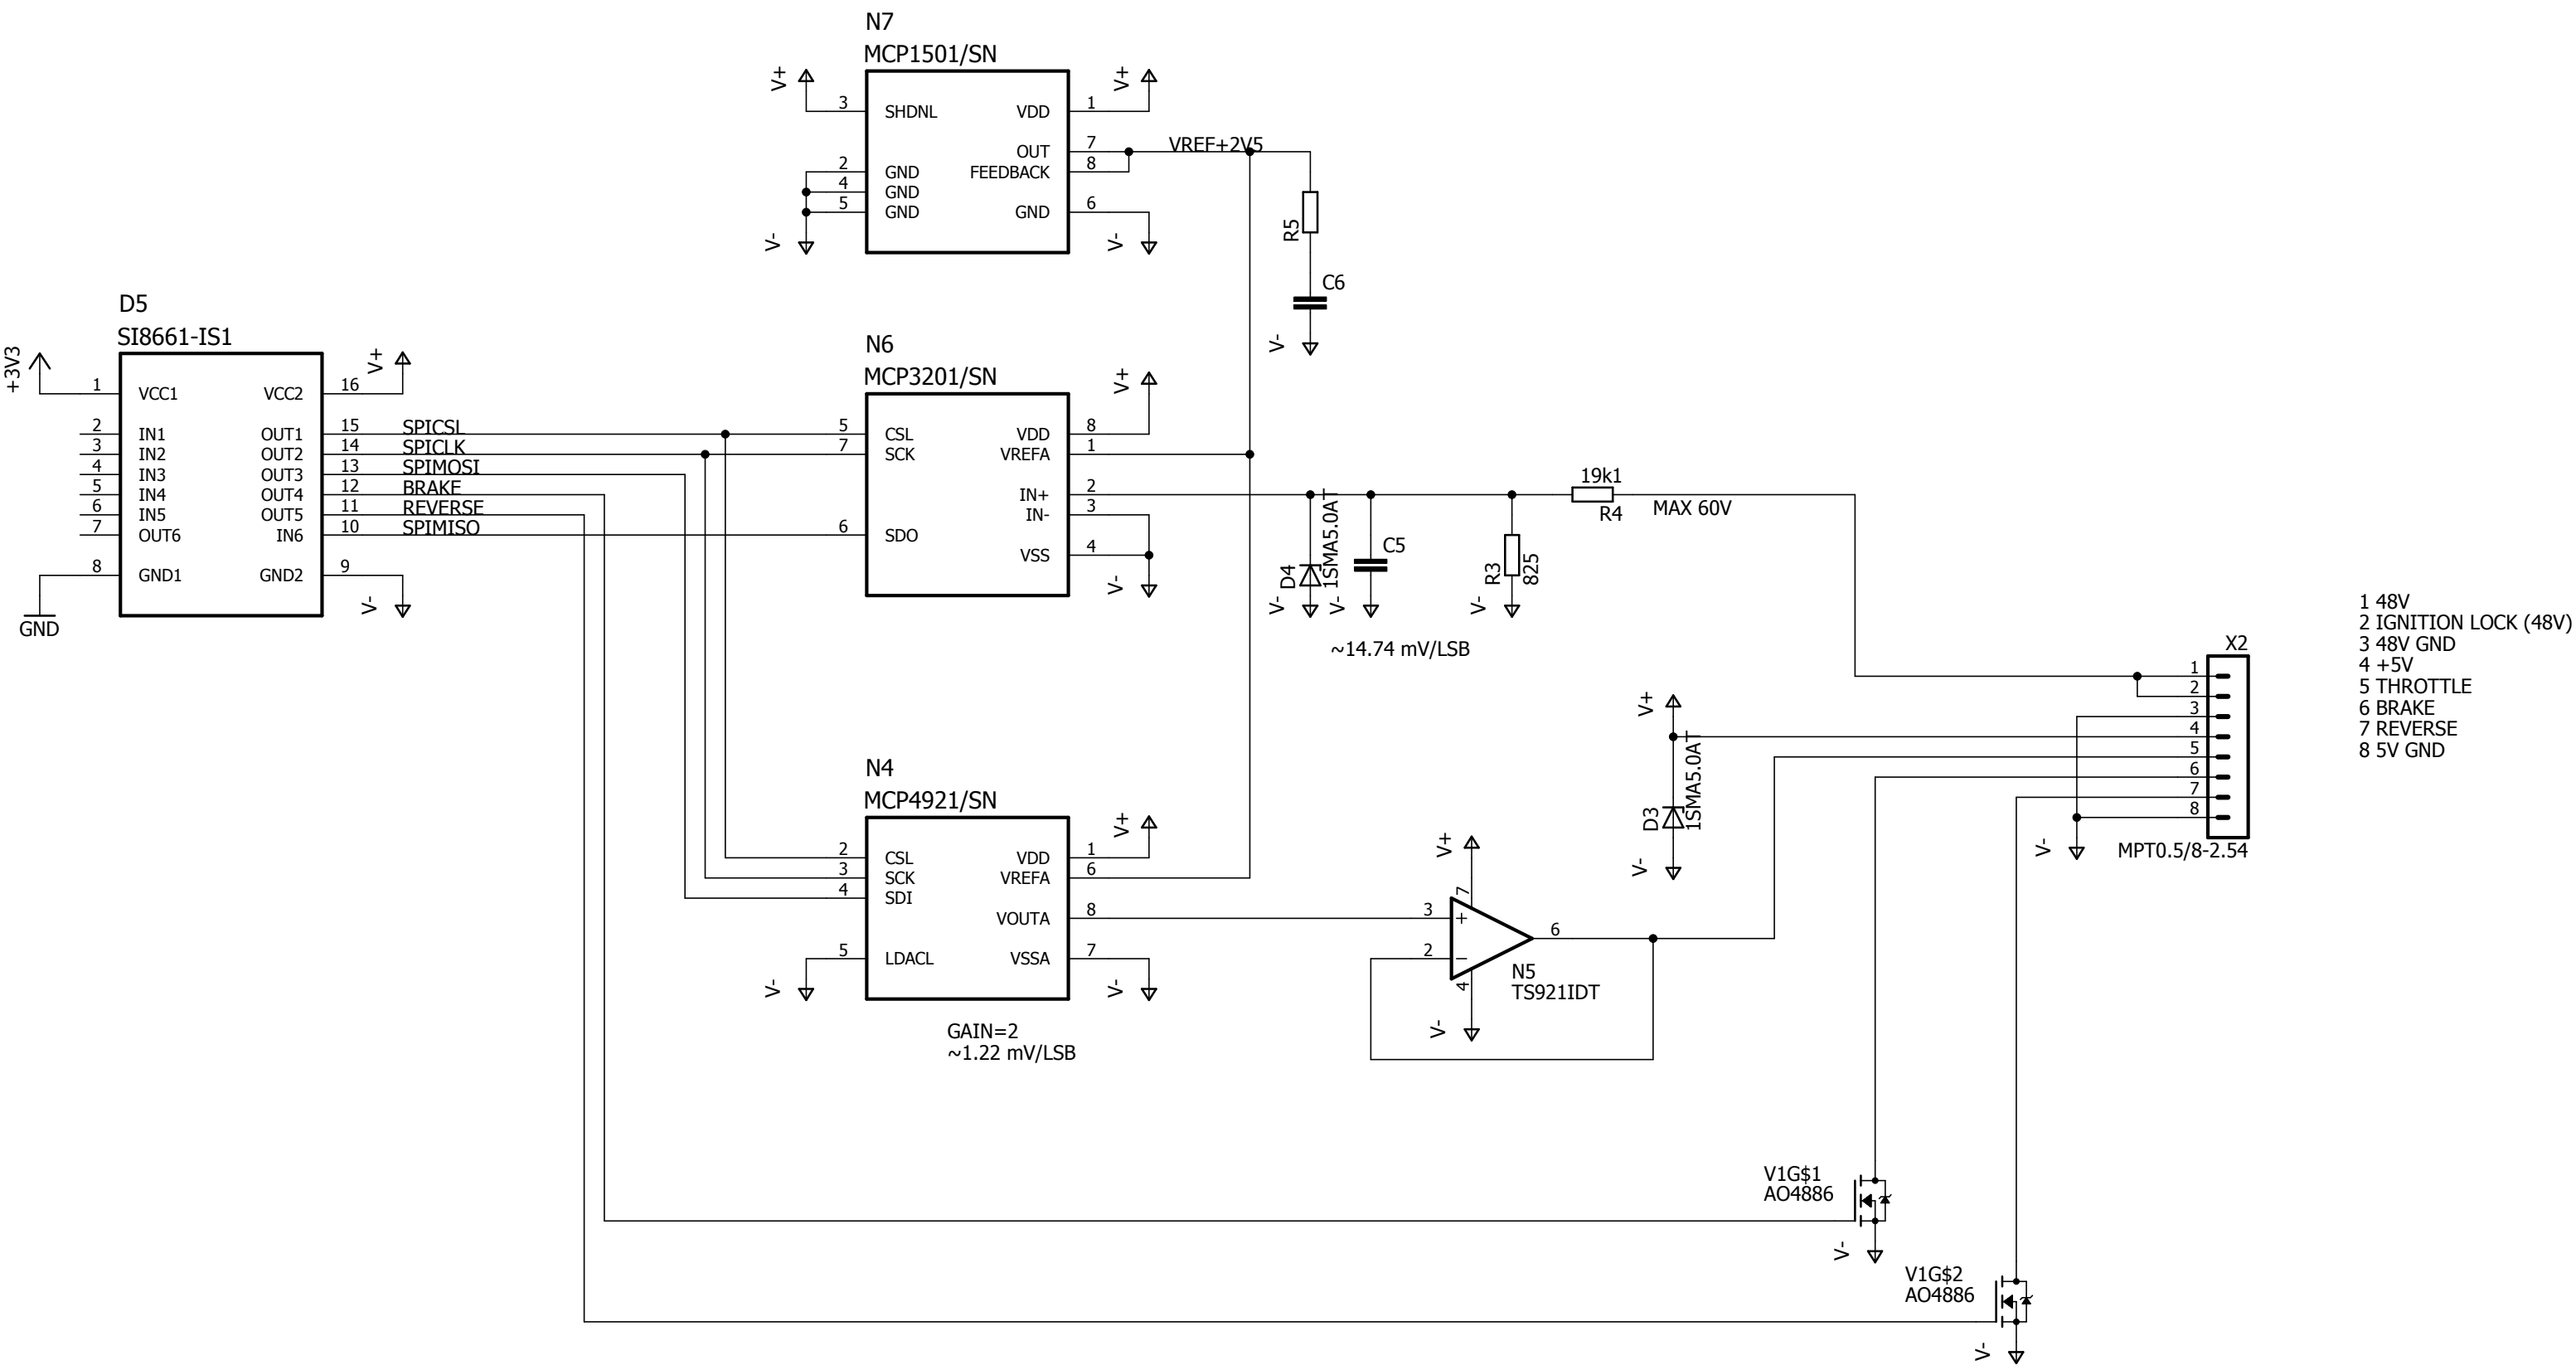 N7
MCP1501/SN
V+
3
SHDNL
2
GND
4
GND
5
GND
V-
V+
1
VDD
7
OUT
8
FEEDBACK
6
GND
V-
VREF+2V5
R5
C6
V-
D5
SI8661-IS1
+3V3
1
VCC1
2
IN1
3
IN2
4
IN3
5
IN4
6
IN5
7
OUT6
8
GND1
GND
V+
16
VCC2
15
OUT1
SPICSL
14
OUT2
SPICLK
13
OUT3
SPIMOSI
12
OUT4
BRAKE
11
OUT5
REVERSE
10
IN6
SPIMISO
9
GND2
V-
N6
MCP3201/SN
5
CSL
7
SCK
6
SDO
V+
8
VDD
1
VREFA
2
IN+
3
IN-
4
VSS
V-
D4
1SMA5.0AT
V-
C5
V-
R3
825
V-
19k1
R4
MAX 60V
~14.74 mV/LSB
N4
MCP4921/SN
2
CSL
3
SCK
4
SDI
5
LDACL
V-
V+
1
VDD
6
VREFA
8
VOUTA
7
VSSA
V-
GAIN=2
~1.22 mV/LSB
V+
7
3
+
2
-
6
4
V-
N5
TS921IDT
V+
D3
1SMA5.0AT
V-
X2
1
2
3
4
5
6
7
8
MPT0.5/8-2.54
V-
1 48V
2 IGNITION LOCK (48V)
3 48V GND
4 +5V
5 THROTTLE
6 BRAKE
7 REVERSE
8 5V GND
V1G$1
AO4886
V-
V1G$2
AO4886
V-